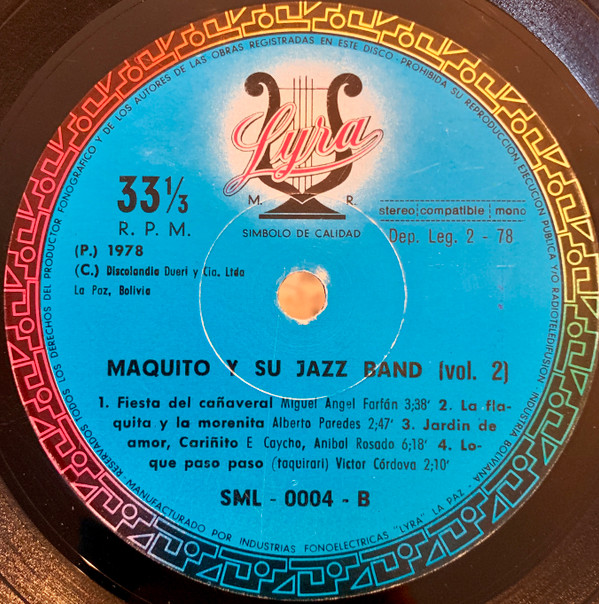 RESERVADOS TODOS LOS DERECHOS DEL PRODUCTOR FONOGRAFICO Y DE LOS AUTORES DE LAS OBRAS REGISTRADAS EN ESTE DISCO - PROHIBIDA SU REPRODUCCION EJECUCION PUBLICA Y/O RADIOTELEDIFUSION INDUSTRIA BOLIVIANA
Lyra
M. R.
SIMBOLO DE CALIDAD
33 1/3
R. P. M.
stereo compatible mono
Dep. Leg. 2 - 78
(P.) 1978
(C.) Discolandia Dueri y Cia. Ltda
La Paz, Bolivia
MAQUITO Y SU JAZZ BAND (vol. 2)
1. Fiesta del cañaveral Miguel Angel Farfán 3;38' 2. La fla-
quita y la morenita Alberto Paredes 2;47' 3. Jardin de
amor, Cariñito E Caycho, Anibal Rosado 6;18' 4. Lo-
que paso paso (taquirari) Victor Córdova 2;10'
SML - 0004 - B
MANUFACTURADO POR INDUSTRIAS FONOELECTRICAS "LYRA" LA PAZ -